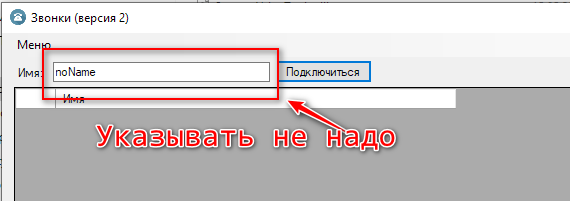 Звонки (версия 2)
Меню
Имя: noName Подключиться
Имя
Указывать не надо